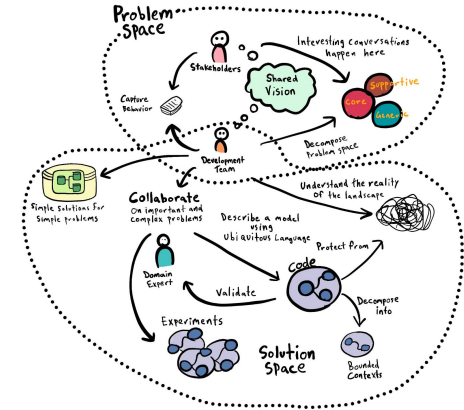 Problem
Space
Stakeholders
Interesting conversations
happen here
Shared
Vision
Supportive
Core
Generic
Capture
Behavior
Decompose
Problem space
Development
Team
Simple Solutions for
Simple problems
Collaborate
On important and
complex problems
Understand the reality
of the landscape
Describe a model
using
Ubiquitous Language
Protect from
Code
Domain
Expert
Validate
Decompose
into
Experiments
Solution
Space
Bounded
Contexts